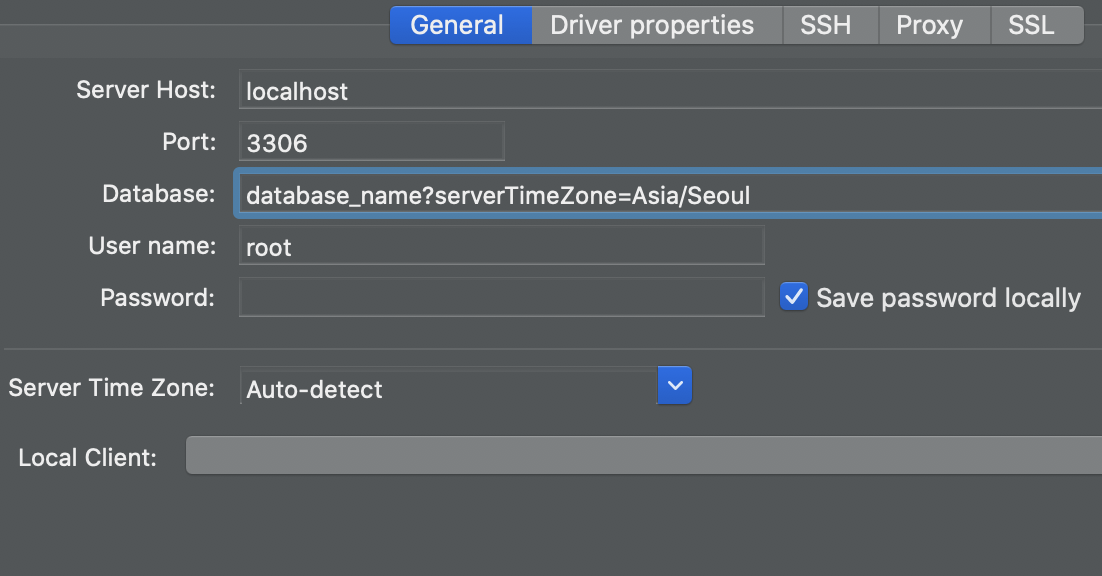 General Driver properties SSH Proxy SSL
Server Host: localhost
Port: 3306
Database: database_name?serverTimeZone=Asia/Seoul
User name: root
Password: Save password locally
Server Time Zone: Auto-detect
Local Client: